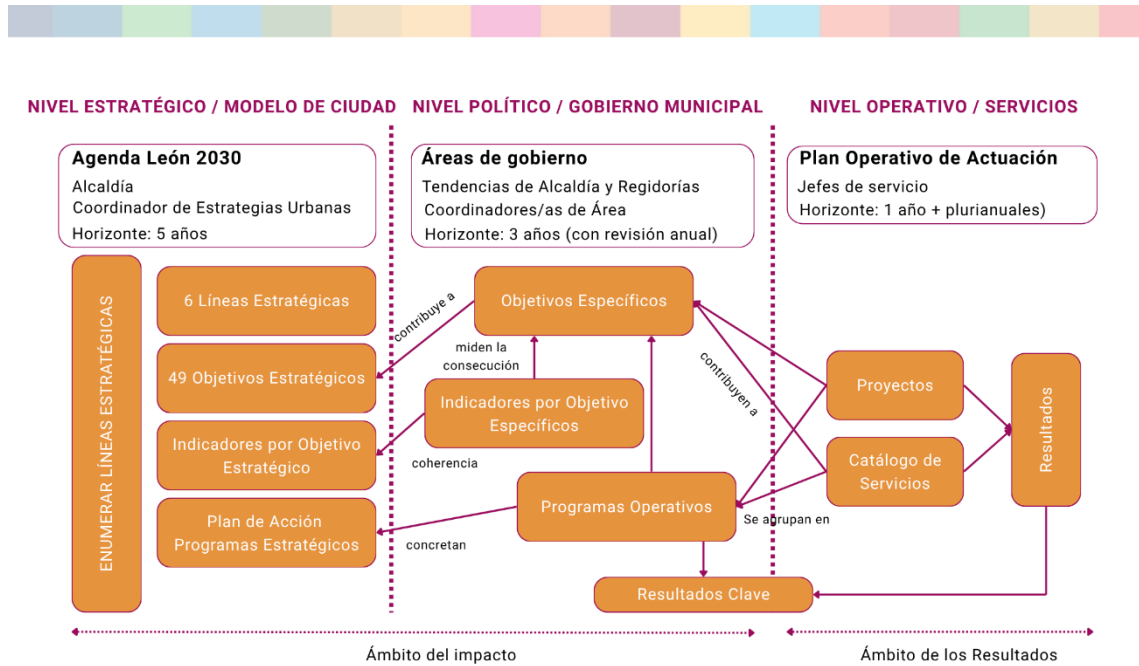 NIVEL ESTRATÉGICO / MODELO DE CIUDAD
NIVEL POLÍTICO / GOBIERNO MUNICIPAL
NIVEL OPERATIVO / SERVICIOS
Agenda León 2030
Alcaldía
Coordinador de Estrategias Urbanas
Horizonte: 5 años
Áreas de gobierno
Tendencias de Alcaldía y Regidorías
Coordinadores/as de Área
Horizonte: 3 años (con revisión anual)
Plan Operativo de Actuación
Jefes de servicio
Horizonte: 1 año + plurianuales)
ENUMERAR LÍNEAS ESTRATÉGICAS
6 Líneas Estratégicas
49 Objetivos Estratégicos
Indicadores por Objetivo
Estratégico
Plan de Acción
Programas Estratégicos
contribuye a
Objetivos Específicos
miden la
consecución
Indicadores por Objetivo
Específicos
coherencia
Programas Operativos
concretan
Resultados Clave
contribuyen a
Se agrupan en
Proyectos
Catálogo de
Servicios
Resultados
Ámbito del impacto
Ámbito de los Resultados